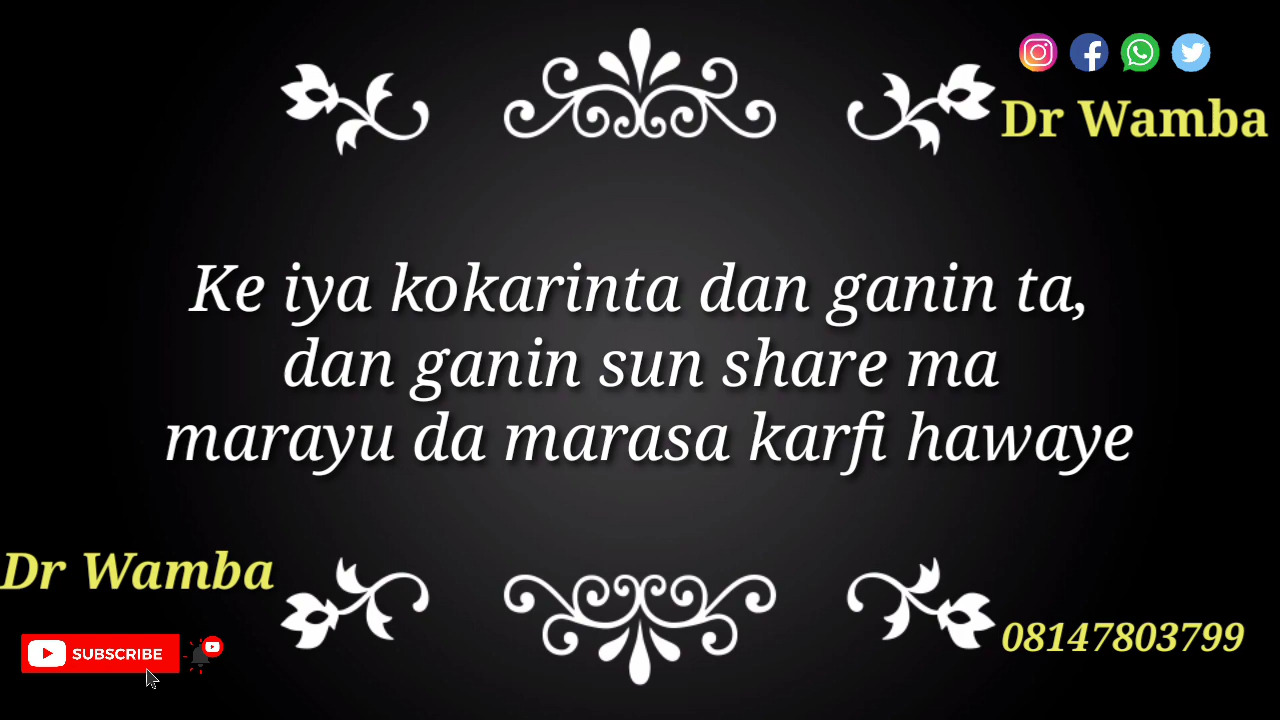 Dr Wamba
Ke iya kokarinta dan ganin ta,
dan ganin sun share ma
marayu da marasa karfi hawaye
Dr Wamba
SUBSCRIBE
08147803799